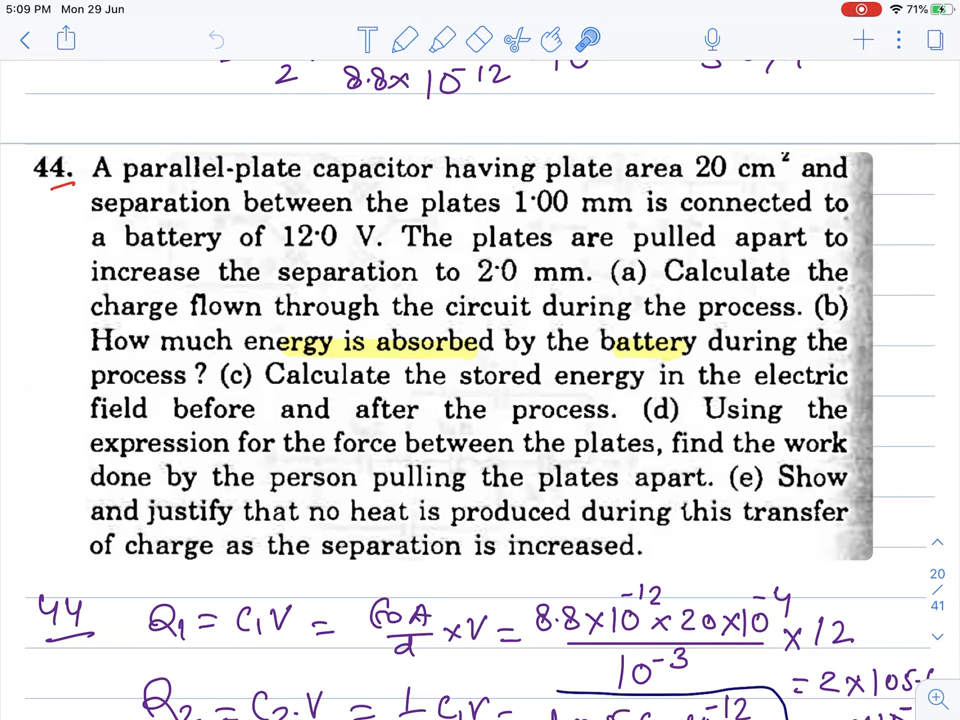 5:09 PM Mon 29 Jun 71%
2 8.8x 10-12
44. A parallel-plate capacitor having plate area 20 cm² and
separation between the plates 1·00 mm is connected to
a battery of 12·0 V. The plates are pulled apart to
increase the separation to 2·0 mm. (a) Calculate the
charge flown through the circuit during the process. (b)
How much energy is absorbed by the battery during the
process ? (c) Calculate the stored energy in the electric
field before and after the process. (d) Using the
expression for the force between the plates, find the work
done by the person pulling the plates apart. (e) Show
and justify that no heat is produced during this transfer
of charge as the separation is increased.
20
/
41
44 Q₁ = C₁V = ε₀A/d × V = 8.8×10⁻¹²×20×10⁻⁴/10⁻³ × 12
Q₂ = C₂.V = C₁V =